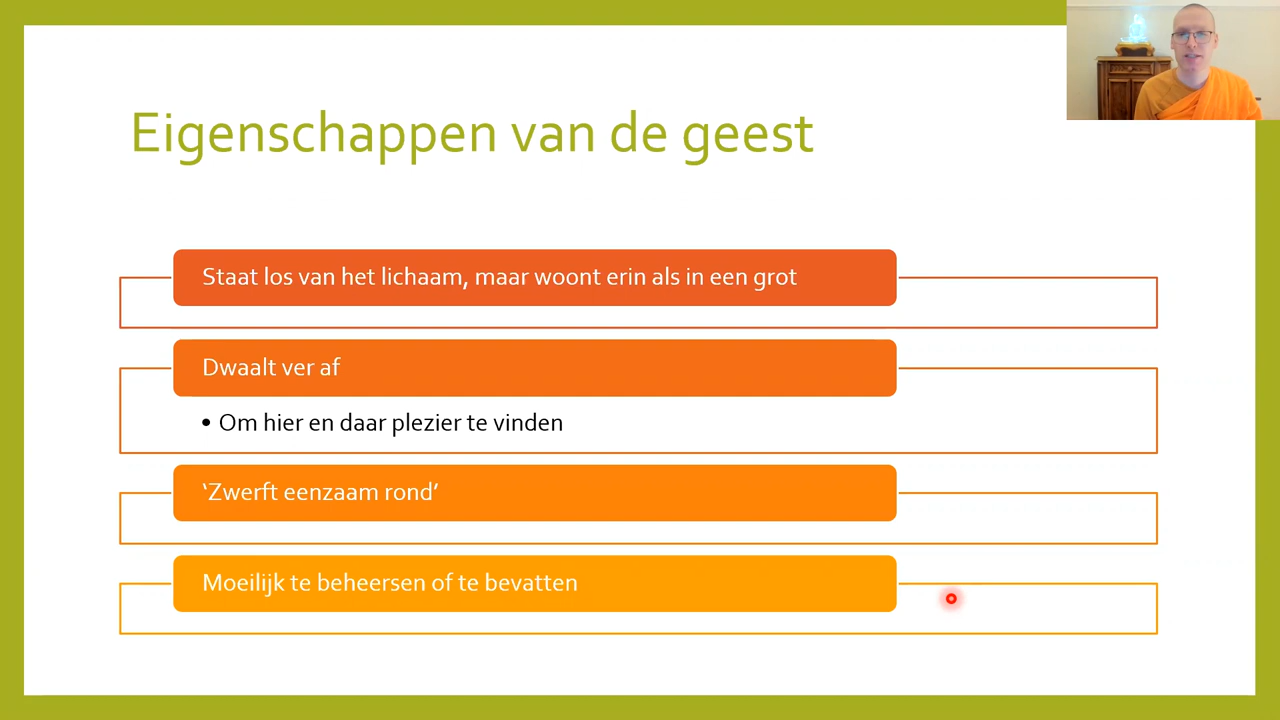 Eigenschappen van de geest
Staat los van het lichaam, maar woont erin als in een grot
Dwaalt ver af
• Om hier en daar plezier te vinden
‘Zwerft eenzaam rond’
Moeilijk te beheersen of te bevatten